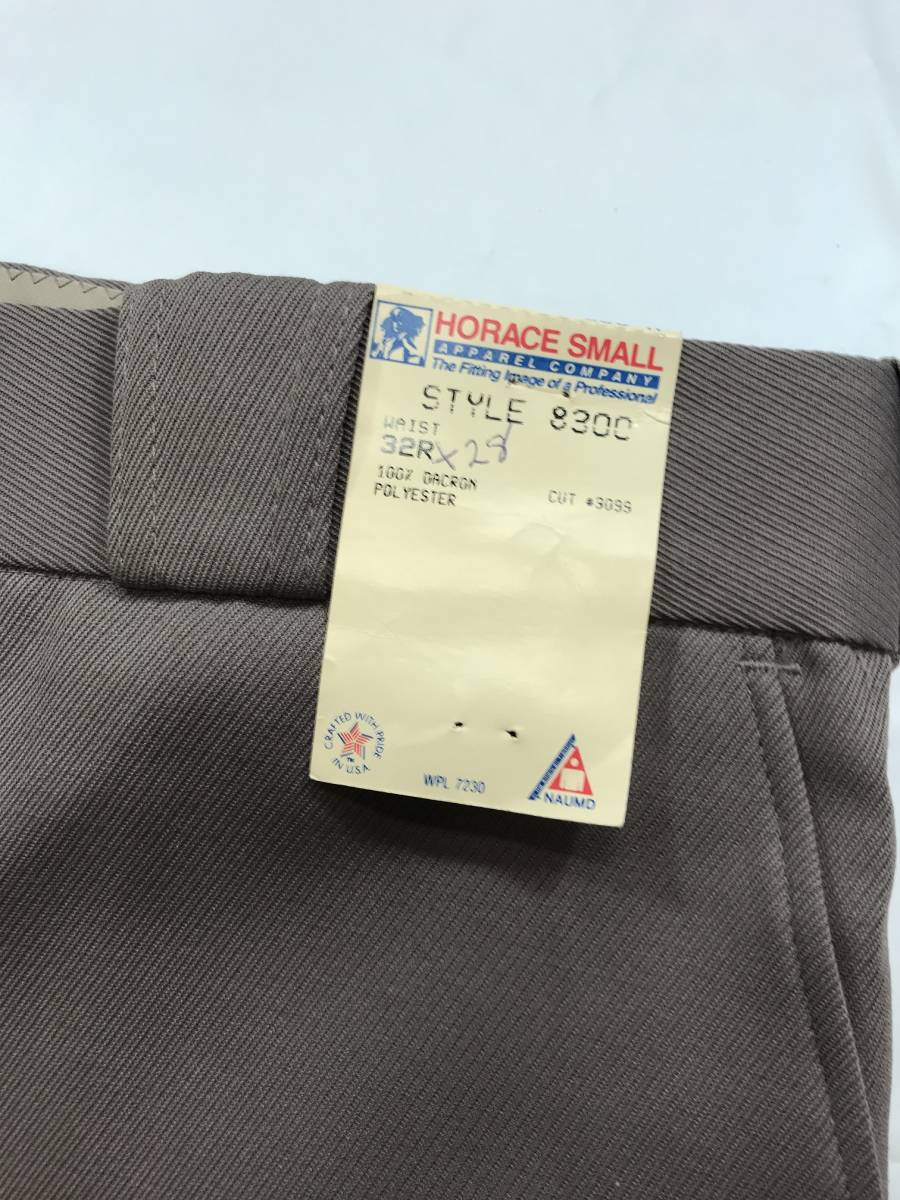 HORACE SMALL
APPAREL COMPANY
The Fitting Image of a Professional
STYLE 8300
WAIST
32R x 28
100% DACRON
POLYESTER
CUT #3099
CRAFTED WITH PRIDE
IN U.S.A.
TM
WPL 7230
NAUMD